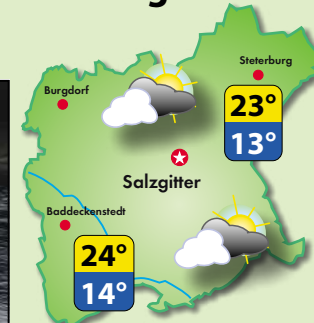 g
Steterburg
Burgdorf
23°
13°
Salzgitter
Baddeckenstedt
24°
14°